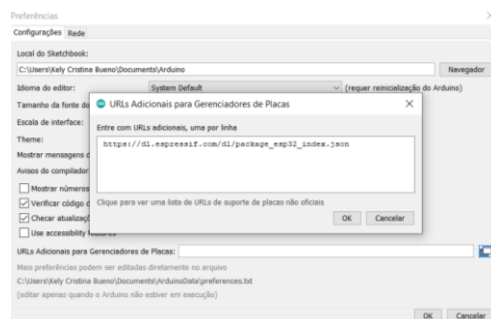 Preferências
Configurações Rede
Local do Sketchbook:
C:\Users\Kely Cristina Bueno\Documents\Arduino Navegador
Idioma do editor: System Default (requer reinicialização do Arduino)
Tamanho da fonte do
Escala de interface:
Theme:
Mostrar mensagens d
Avisos do compilador
Mostrar números
Verificar código d
Checar atualizaçõ
Use accessibility features
URLs Adicionais para Gerenciadores de Placas
Entre com URLs adicionais, uma por linha
https://dl.espressif.com/dl/package_esp32_index.json
Clique para ver uma lista de URLs de suporte de placas não oficiais
OK Cancelar
URLs Adicionais para Gerenciadores de Placas:
Mais preferências podem ser editadas diretamente no arquivo
C:\Users\Kely Cristina Bueno\Documents\ArduinoData\preferences.txt
(editar apenas quando o Arduino não estiver em execução)
OK Cancelar